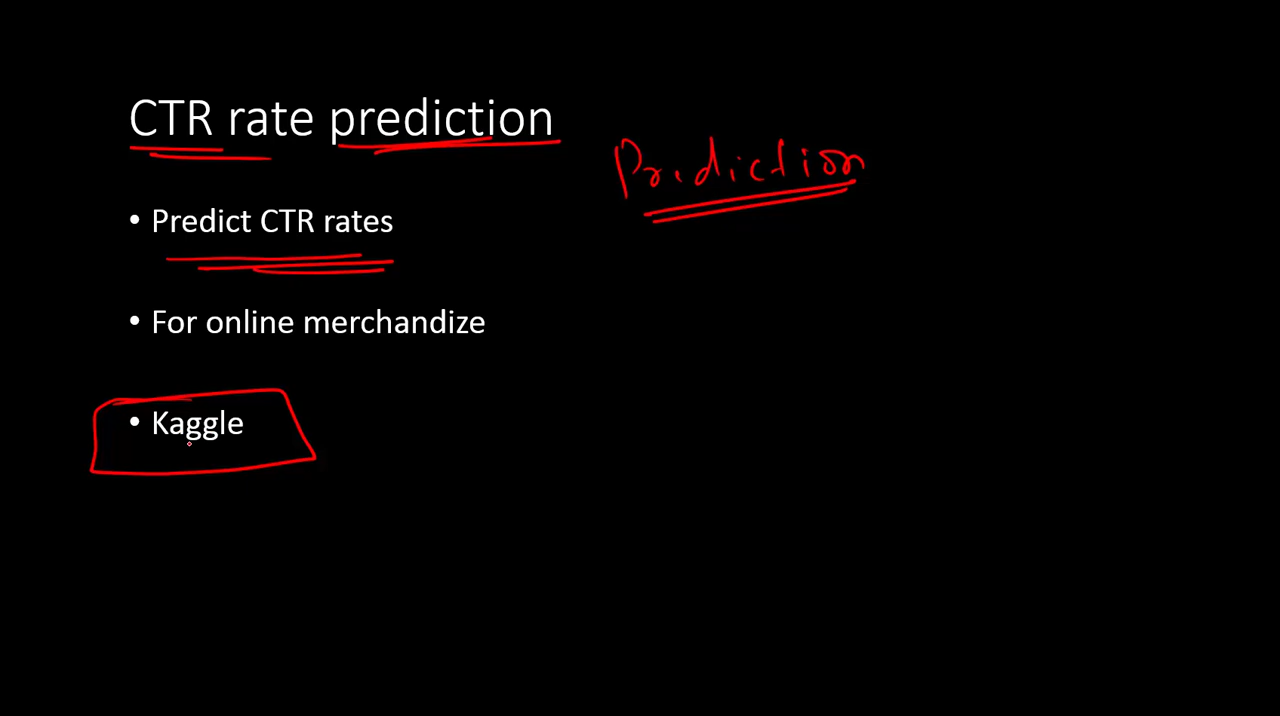 CTR rate prediction
Prediction
• Predict CTR rates
• For online merchandize
• Kaggle